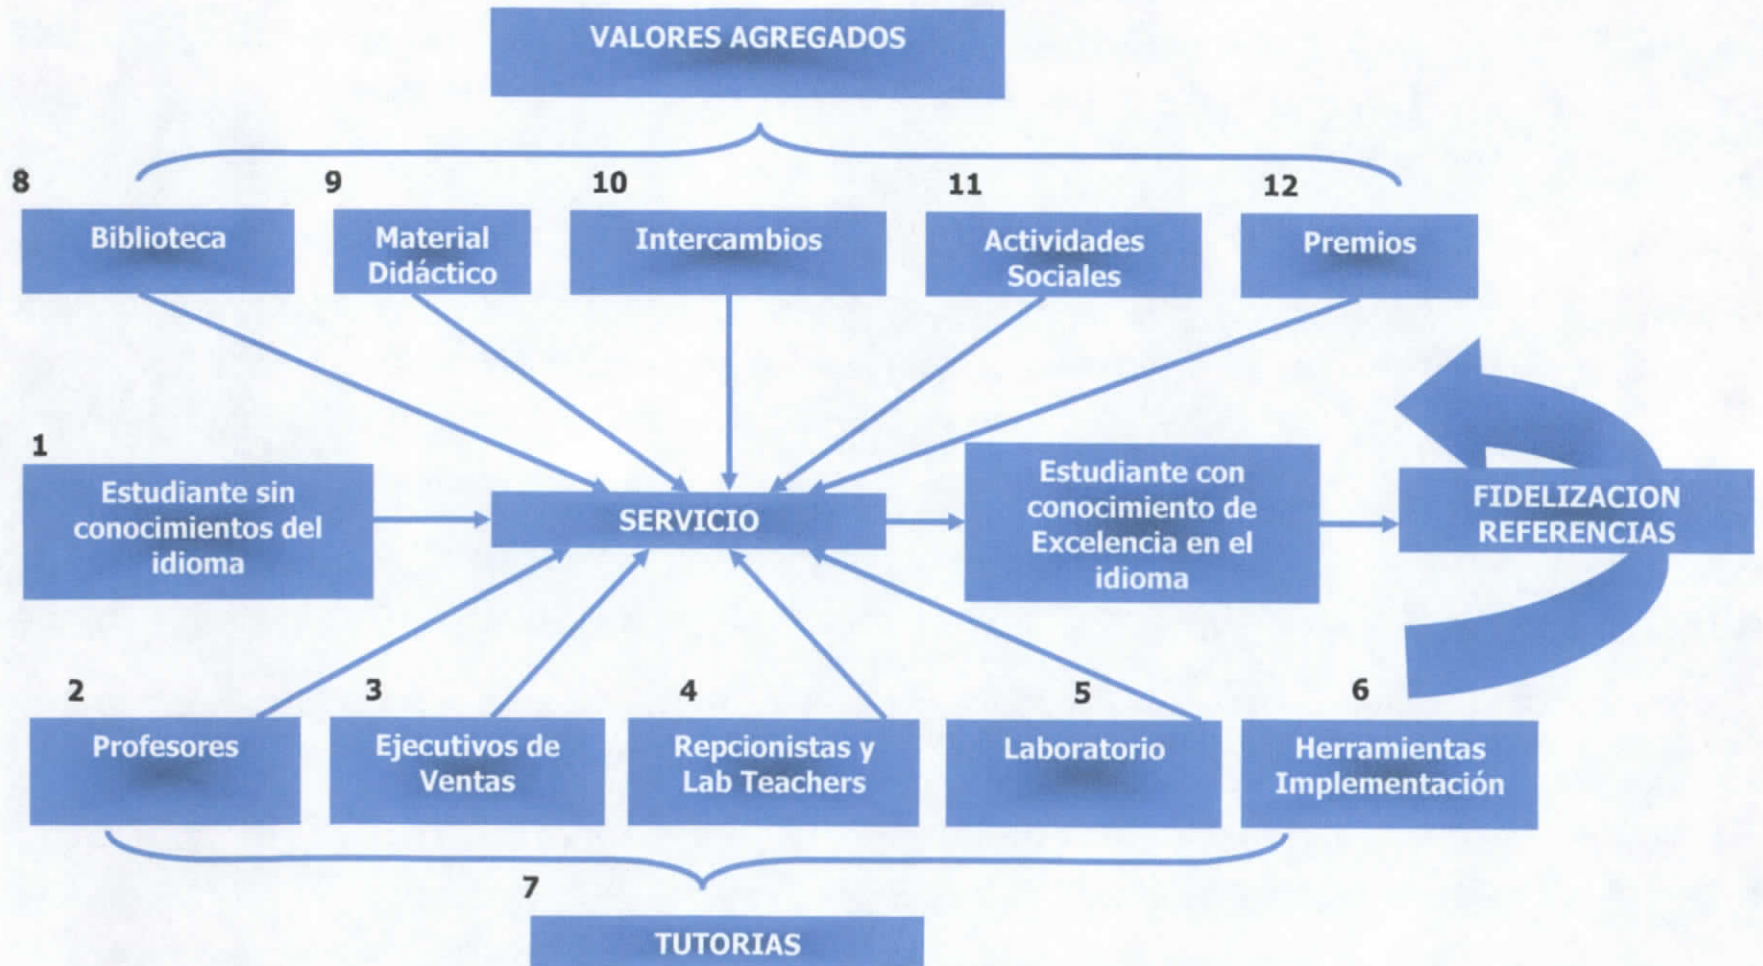 VALORES AGREGADOS
8
9
10
11
12
Biblioteca
Material
Didáctico
Intercambios
Actividades
Sociales
Premios
1
Estudiante sin
conocimientos del
idioma
SERVICIO
Estudiante con
conocimiento de
Excelencia en el
idioma
FIDELIZACION
REFERENCIAS
2
3
4
5
6
Profesores
Ejecutivos de
Ventas
Repcionistas y
Lab Teachers
Laboratorio
Herramientas
Implementación
7
TUTORIAS